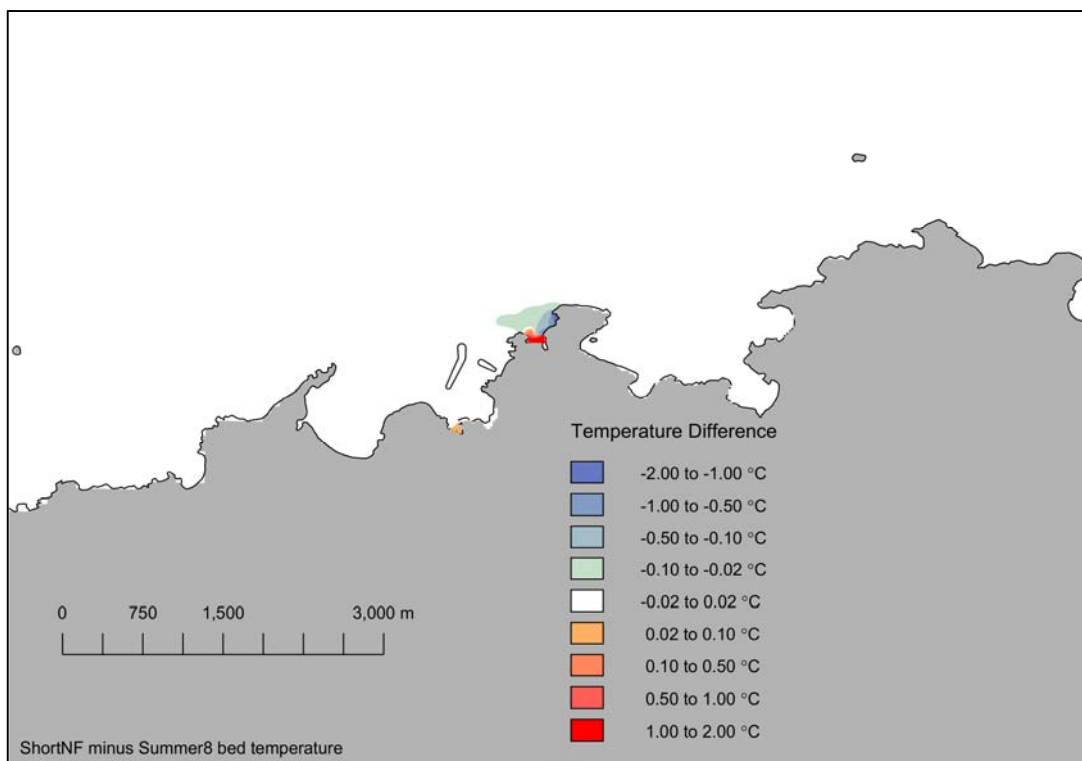 Temperature Difference
-2.00 to -1.00 °C
-1.00 to -0.50 °C
-0.50 to -0.10 °C
-0.10 to -0.02 °C
-0.02 to 0.02 °C
0.02 to 0.10 °C
0.10 to 0.50 °C
0.50 to 1.00 °C
1.00 to 2.00 °C
0 750 1,500 3,000 m
ShortNF minus Summer8 bed temperature